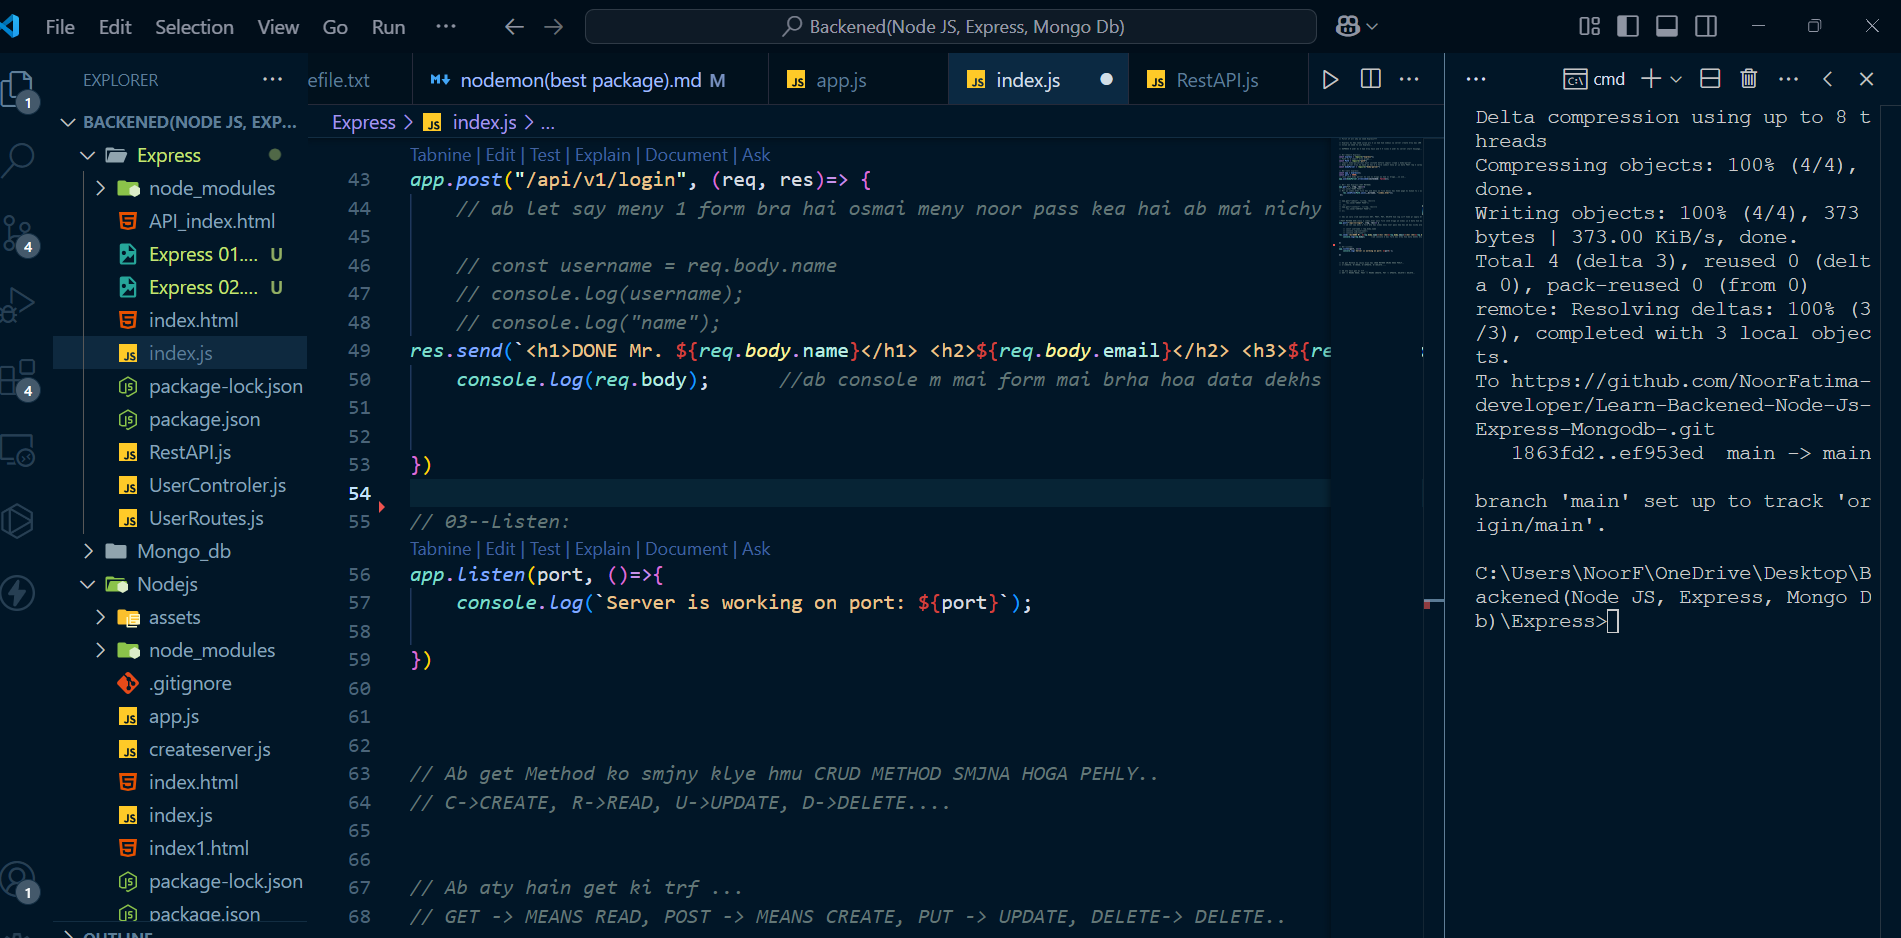 File Edit Selection View Go Run ... Backened(Node JS, Express, Mongo Db)
EXPLORER ...
1
4
4
1
BACKENED(NODE JS, EXP...
Express
node_modules
API_index.html
Express 01.... U
Express 02.... U
index.html
index.js
package-lock.json
package.json
RestAPI.js
UserControler.js
UserRoutes.js
Mongo_db
Nodejs
assets
node_modules
.gitignore
app.js
createserver.js
index.html
index.js
index1.html
package-lock.json
package.json
OUTLINE
efile.txt nodemon(best package).md M app.js index.js RestAPI.js
Express > index.js > ...
Tabnine | Edit | Test | Explain | Document | Ask
43 app.post("/api/v1/login", (req, res)=> {
44 // ab let say meny 1 form bra hai osmai meny noor pass kea hai ab mai nichy
45
46 // const username = req.body.name
47 // console.log(username);
48 // console.log("name");
49 res.send(`<h1>DONE Mr. ${req.body.name}</h1> <h2>${req.body.email}</h2> <h3>${re
50 console.log(req.body); //ab console m mai form mai brha hoa data dekhs
51
52
53 })
54
55 // 03--Listen:
Tabnine | Edit | Test | Explain | Document | Ask
56 app.listen(port, ()=>{
57 console.log(`Server is working on port: ${port}`);
58
59 })
60
61
62
63 // Ab get Method ko smjny klye hmu CRUD METHOD SMJNA HOGA PEHLY..
64 // C->CREATE, R->READ, U->UPDATE, D->DELETE....
65
66
67 // Ab aty hain get ki trf ...
68 // GET -> MEANS READ, POST -> MEANS CREATE, PUT -> UPDATE, DELETE-> DELETE..
... cmd ...
Delta compression using up to 8 t
hreads
Compressing objects: 100% (4/4),
done.
Writing objects: 100% (4/4), 373
bytes | 373.00 KiB/s, done.
Total 4 (delta 3), reused 0 (delt
a 0), pack-reused 0 (from 0)
remote: Resolving deltas: 100% (3
/3), completed with 3 local objec
ts.
To https://github.com/NoorFatima-
developer/Learn-Backened-Node-Js-
Express-Mongodb-.git
1863fd2..ef953ed main -> main
branch 'main' set up to track 'or
igin/main'.
C:\Users\NoorF\OneDrive\Desktop\B
ackened(Node JS, Express, Mongo D
b)\Express>